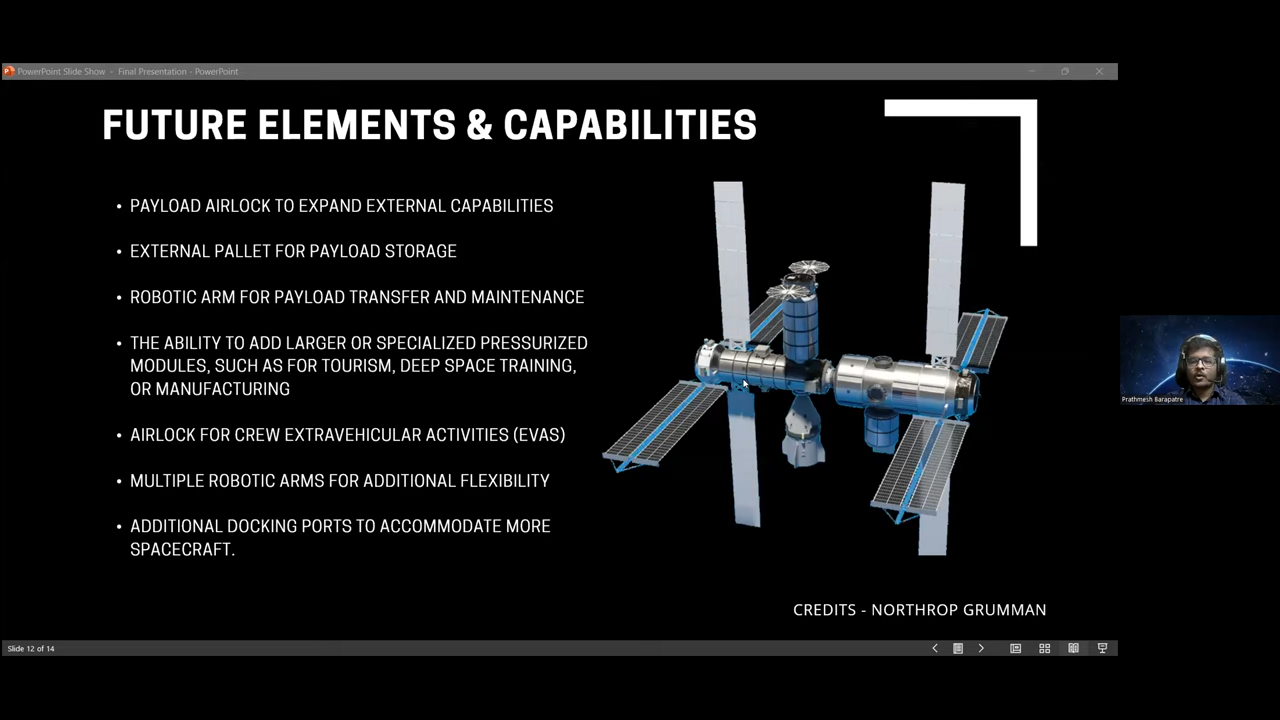 PowerPoint Slide Show - Final Presentation - PowerPoint
FUTURE ELEMENTS & CAPABILITIES
• PAYLOAD AIRLOCK TO EXPAND EXTERNAL CAPABILITIES
• EXTERNAL PALLET FOR PAYLOAD STORAGE
• ROBOTIC ARM FOR PAYLOAD TRANSFER AND MAINTENANCE
• THE ABILITY TO ADD LARGER OR SPECIALIZED PRESSURIZED
MODULES, SUCH AS FOR TOURISM, DEEP SPACE TRAINING,
OR MANUFACTURING
• AIRLOCK FOR CREW EXTRAVEHICULAR ACTIVITIES (EVAS)
• MULTIPLE ROBOTIC ARMS FOR ADDITIONAL FLEXIBILITY
• ADDITIONAL DOCKING PORTS TO ACCOMMODATE MORE
SPACECRAFT.
CREDITS - NORTHROP GRUMMAN
Prathmesh Barapatre
Slide 12 of 14